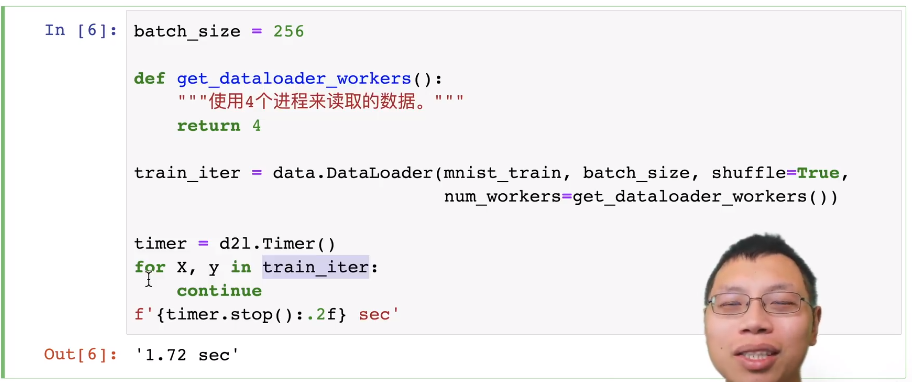 In [6]: batch_size = 256
def get_dataloader_workers():
"""使用4个进程来读取的数据。"""
return 4
train_iter = data.DataLoader(mnist_train, batch_size, shuffle=True,
num_workers=get_dataloader_workers())
timer = d2l.Timer()
for X, y in train_iter:
continue
f'{timer.stop():.2f} sec'
Out[6]: '1.72 sec'